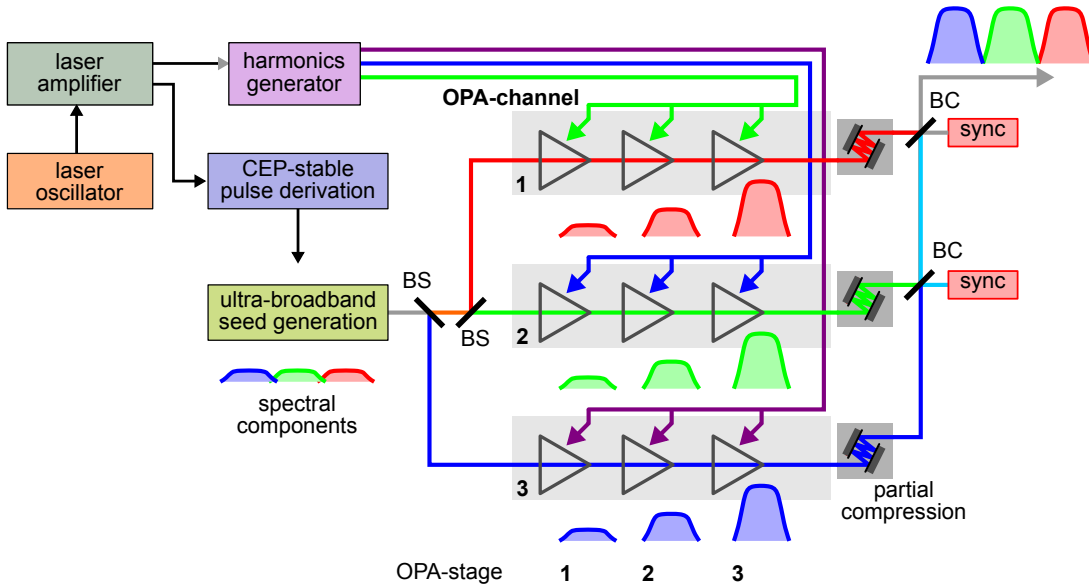 laser
amplifier
harmonics
generator
OPA-channel
BC
sync
laser
oscillator
CEP-stable
pulse derivation
1
BS
BC
sync
ultra-broadband
seed generation
BS
2
spectral
components
3
partial
compression
OPA-stage 1 2 3